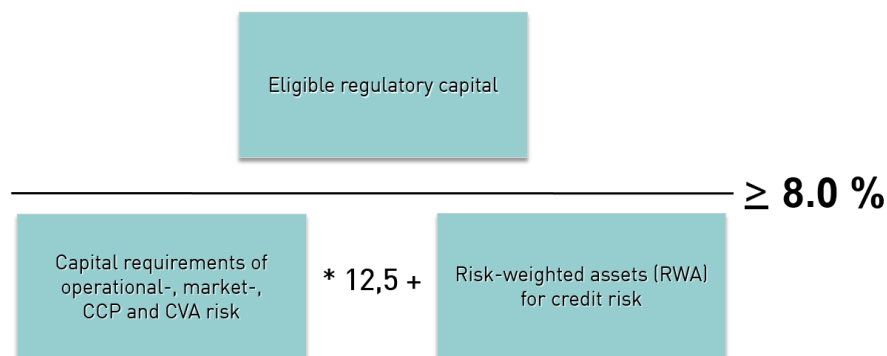 Eligible regulatory capital
≥ 8.0 %
Capital requirements of
operational-, market-,
CCP and CVA risk
* 12,5 +
Risk-weighted assets (RWA)
for credit risk